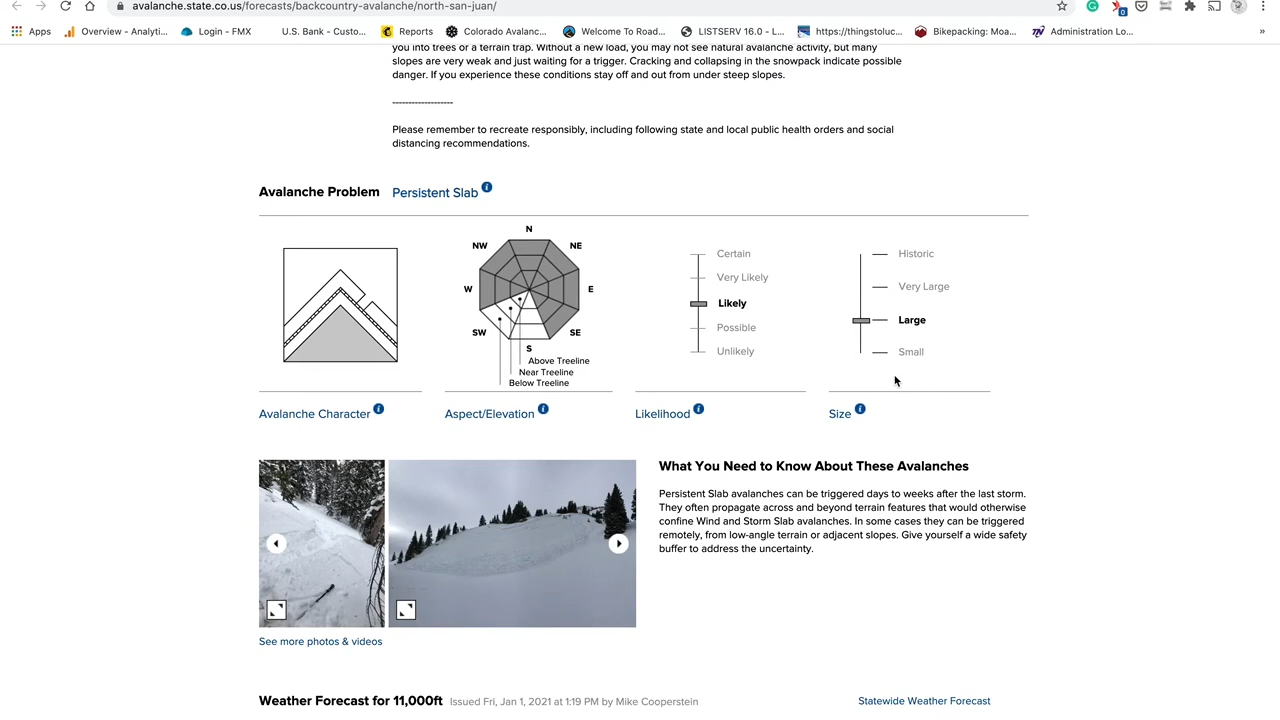 avalanche.state.co.us/forecasts/backcountry-avalanche/north-san-juan/
Apps Overview - Analyti... Login - FMX U.S. Bank - Custo... Reports Colorado Avalanc... Welcome To Road... LISTSERV 16.0 - L... https://thingstoluc... Bikepacking: Moa... Administration Lo... »
you into trees or a terrain trap. Without a new load, you may not see natural avalanche activity, but many
slopes are very weak and just waiting for a trigger. Cracking and collapsing in the snowpack indicate possible
danger. If you experience these conditions stay off and out from under steep slopes.
-------------------
Please remember to recreate responsibly, including following state and local public health orders and social
distancing recommendations.
Avalanche Problem Persistent Slab i
N
NW NE
W E
SW SE
S
Above Treeline
Near Treeline
Below Treeline
Certain
Very Likely
Likely
Possible
Unlikely
Historic
Very Large
Large
Small
Avalanche Character i Aspect/Elevation i Likelihood i Size i
What You Need to Know About These Avalanches
Persistent Slab avalanches can be triggered days to weeks after the last storm.
They often propagate across and beyond terrain features that would otherwise
confine Wind and Storm Slab avalanches. In some cases they can be triggered
remotely, from low-angle terrain or adjacent slopes. Give yourself a wide safety
buffer to address the uncertainty.
See more photos & videos
Weather Forecast for 11,000ft Issued Fri, Jan 1, 2021 at 1:19 PM by Mike Cooperstein Statewide Weather Forecast